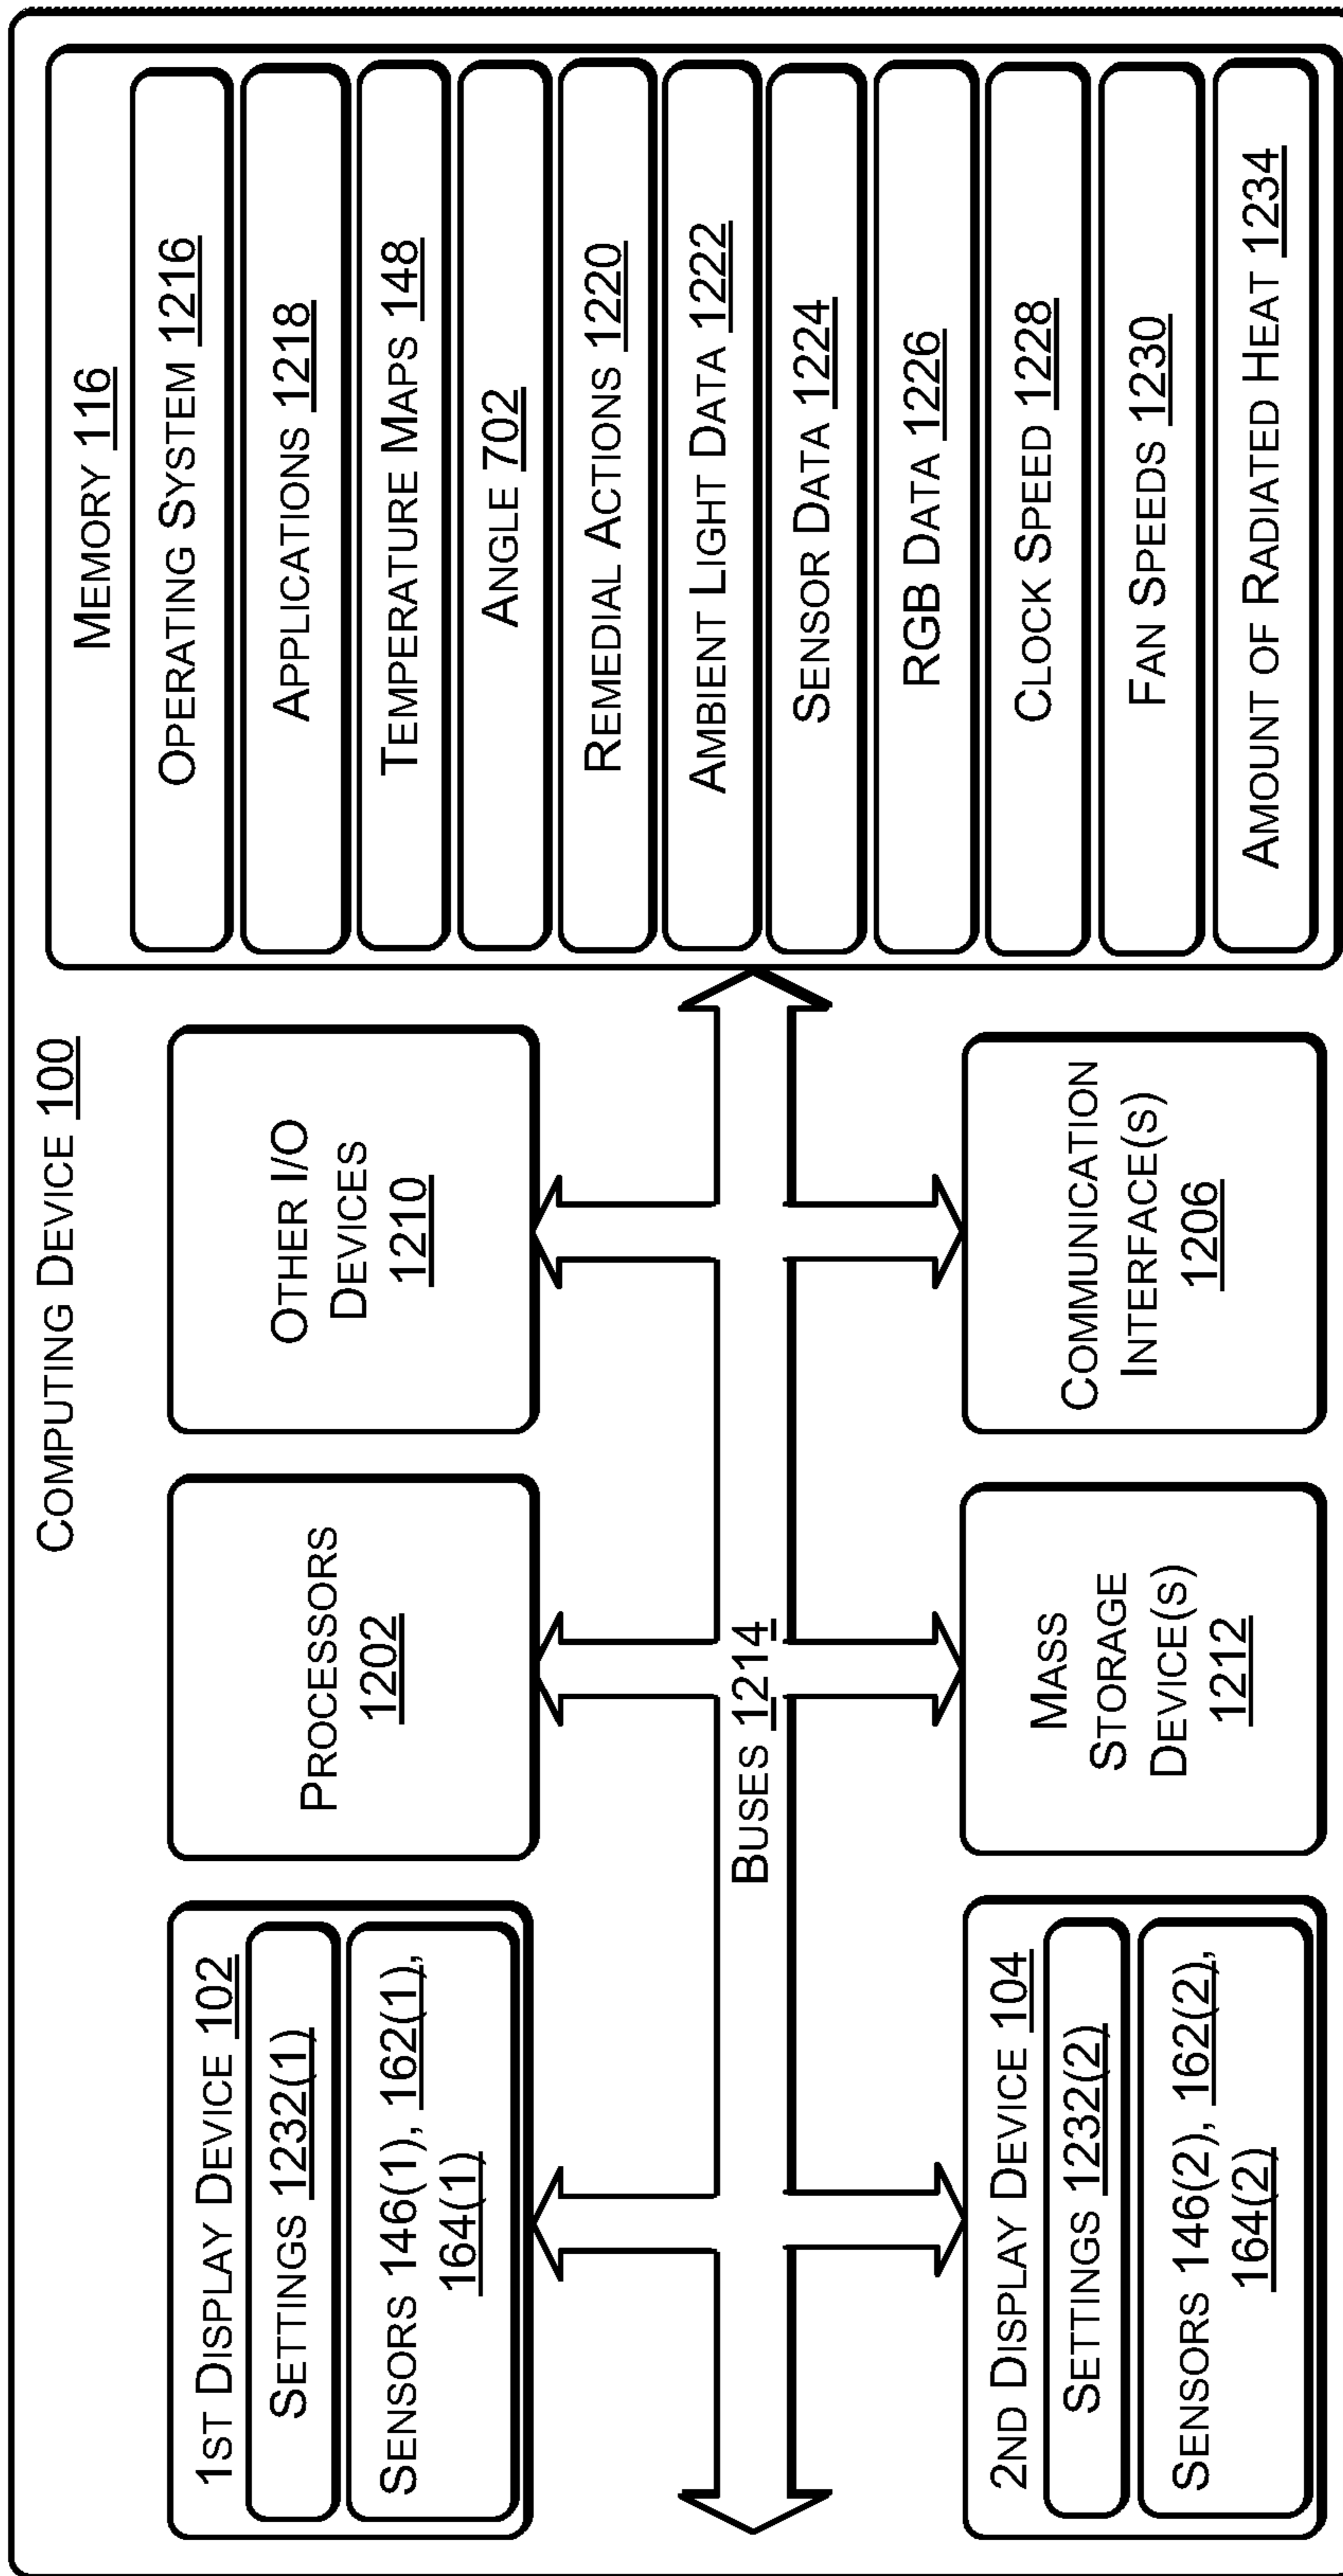 COMPUTING DEVICE 100
1ST DISPLAY DEVICE 102
SETTINGS 1232(1)
SENSORS 146(1), 162(1),
164(1)
PROCESSORS
1202
OTHER I/O
DEVICES
1210
BUSES 1214
2ND DISPLAY DEVICE 104
SETTINGS 1232(2)
SENSORS 146(2), 162(2),
164(2)
MASS
STORAGE
DEVICE(S)
1212
COMMUNICATION
INTERFACE(S)
1206
MEMORY 116
OPERATING SYSTEM 1216
APPLICATIONS 1218
TEMPERATURE MAPS 148
ANGLE 702
REMEDIAL ACTIONS 1220
AMBIENT LIGHT DATA 1222
SENSOR DATA 1224
RGB DATA 1226
CLOCK SPEED 1228
FAN SPEEDS 1230
AMOUNT OF RADIATED HEAT 1234